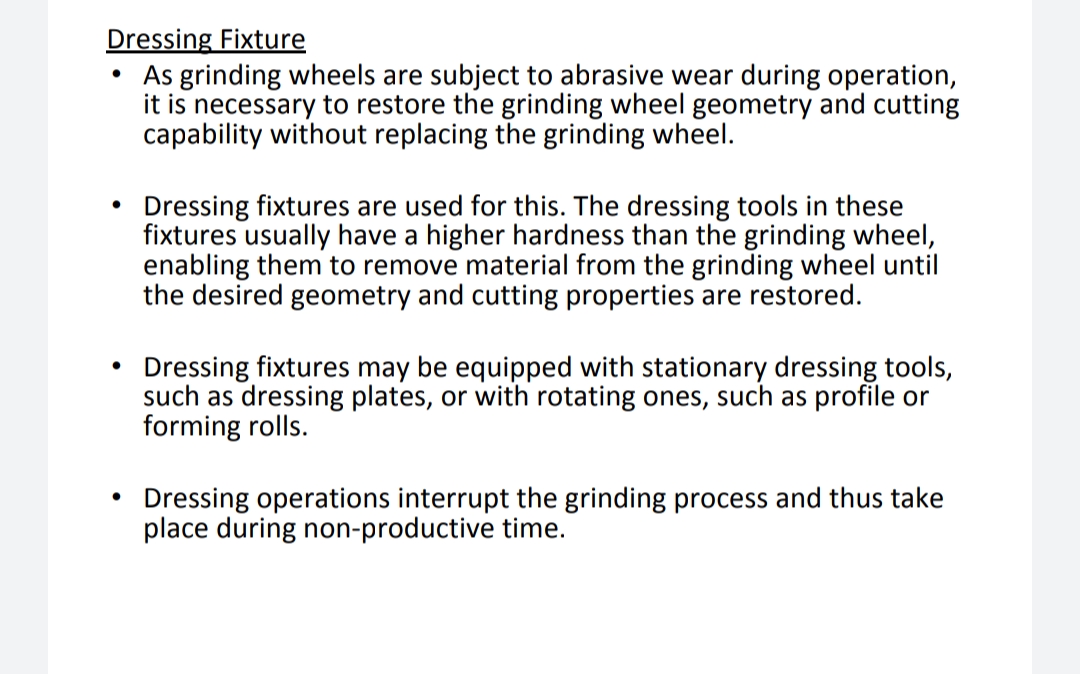 Dressing Fixture
• As grinding wheels are subject to abrasive wear during operation,
it is necessary to restore the grinding wheel geometry and cutting
capability without replacing the grinding wheel.
• Dressing fixtures are used for this. The dressing tools in these
fixtures usually have a higher hardness than the grinding wheel,
enabling them to remove material from the grinding wheel until
the desired geometry and cutting properties are restored.
• Dressing fixtures may be equipped with stationary dressing tools,
such as dressing plates, or with rotating ones, such as profile or
forming rolls.
• Dressing operations interrupt the grinding process and thus take
place during non-productive time.